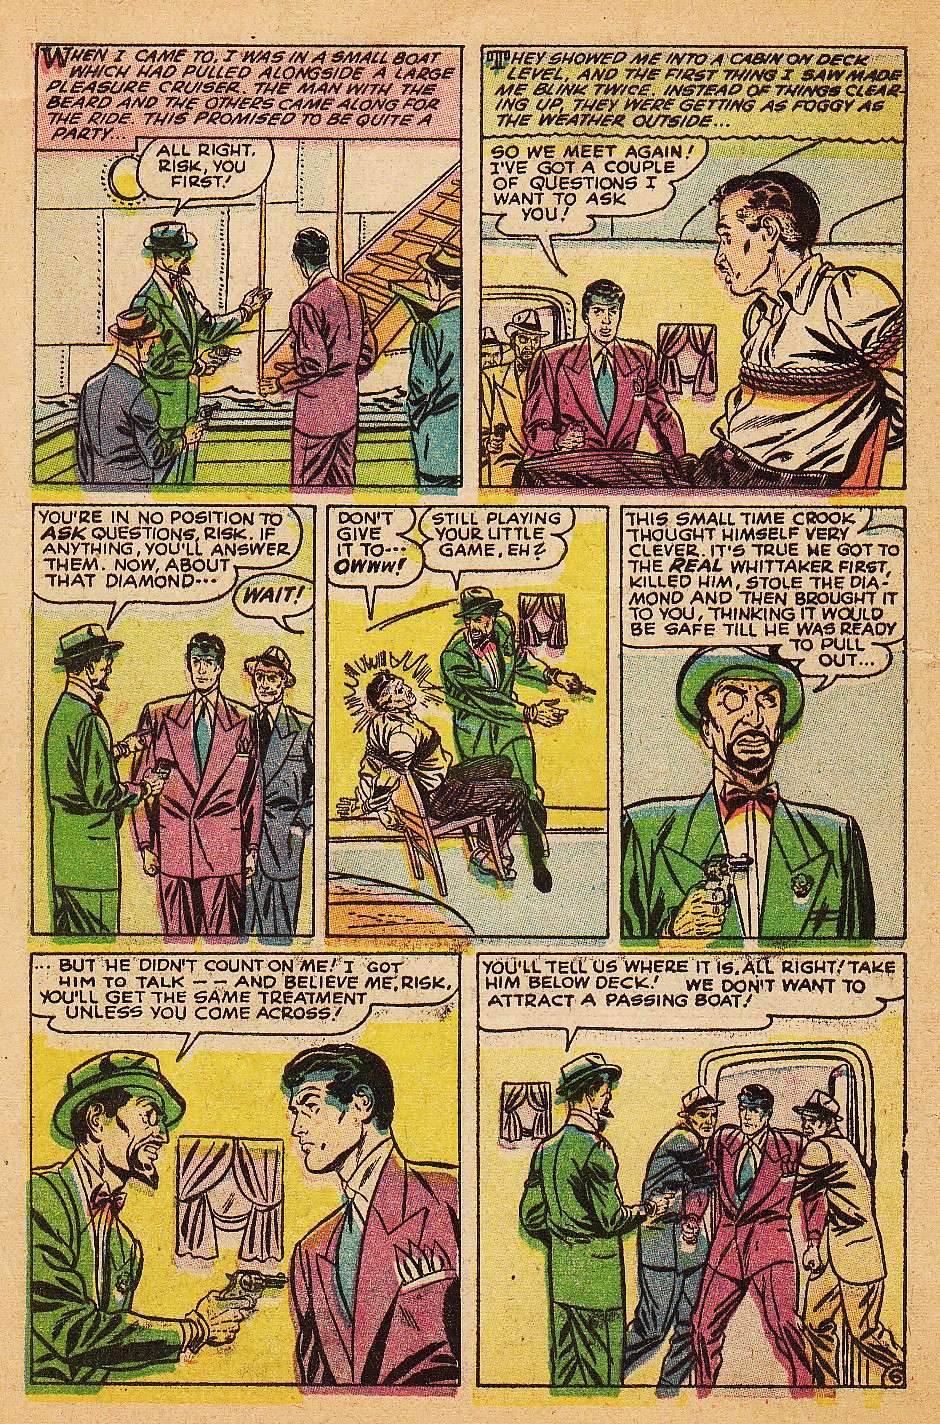 WHEN I CAME TO, I WAS IN A SMALL BOAT
WHICH HAD PULLED ALONGSIDE A LARGE
PLEASURE CRUISER. THE MAN WITH THE
BEARD AND THE OTHERS CAME ALONG FOR
THE RIDE. THIS PROMISED TO BE QUITE A
PARTY...
ALL RIGHT,
RISK, YOU
FIRST!
THEY SHOWED ME INTO A CABIN ON DECK
LEVEL, AND THE FIRST THING I SAW MADE
ME BLINK TWICE. INSTEAD OF THINGS CLEAR-
ING UP, THEY WERE GETTING AS FOGGY AS
THE WEATHER OUTSIDE...
SO WE MEET AGAIN!
I'VE GOT A COUPLE
OF QUESTIONS I
WANT TO ASK
YOU!
YOU'RE IN NO POSITION TO
ASK QUESTIONS, RISK. IF
ANYTHING, YOU'LL ANSWER
THEM. NOW, ABOUT
THAT DIAMOND---
WAIT!
DON'T
GIVE
IT TO---
OWWW!
STILL PLAYING
YOUR LITTLE
GAME, EH?
THIS SMALL TIME CROOK
THOUGHT HIMSELF VERY
CLEVER. IT'S TRUE HE GOT TO
THE REAL WHITTAKER FIRST,
KILLED HIM, STOLE THE DIA-
MOND AND THEN BROUGHT IT
TO YOU, THINKING IT WOULD
BE SAFE TILL HE WAS READY
TO PULL
OUT...
... BUT HE DIDN'T COUNT ON ME! I GOT
HIM TO TALK -- AND BELIEVE ME, RISK,
YOU'LL GET THE SAME TREATMENT
UNLESS YOU COME ACROSS!
YOU'LL TELL US WHERE IT IS, ALL RIGHT! TAKE
HIM BELOW DECK! WE DON'T WANT TO
ATTRACT A PASSING BOAT!
6